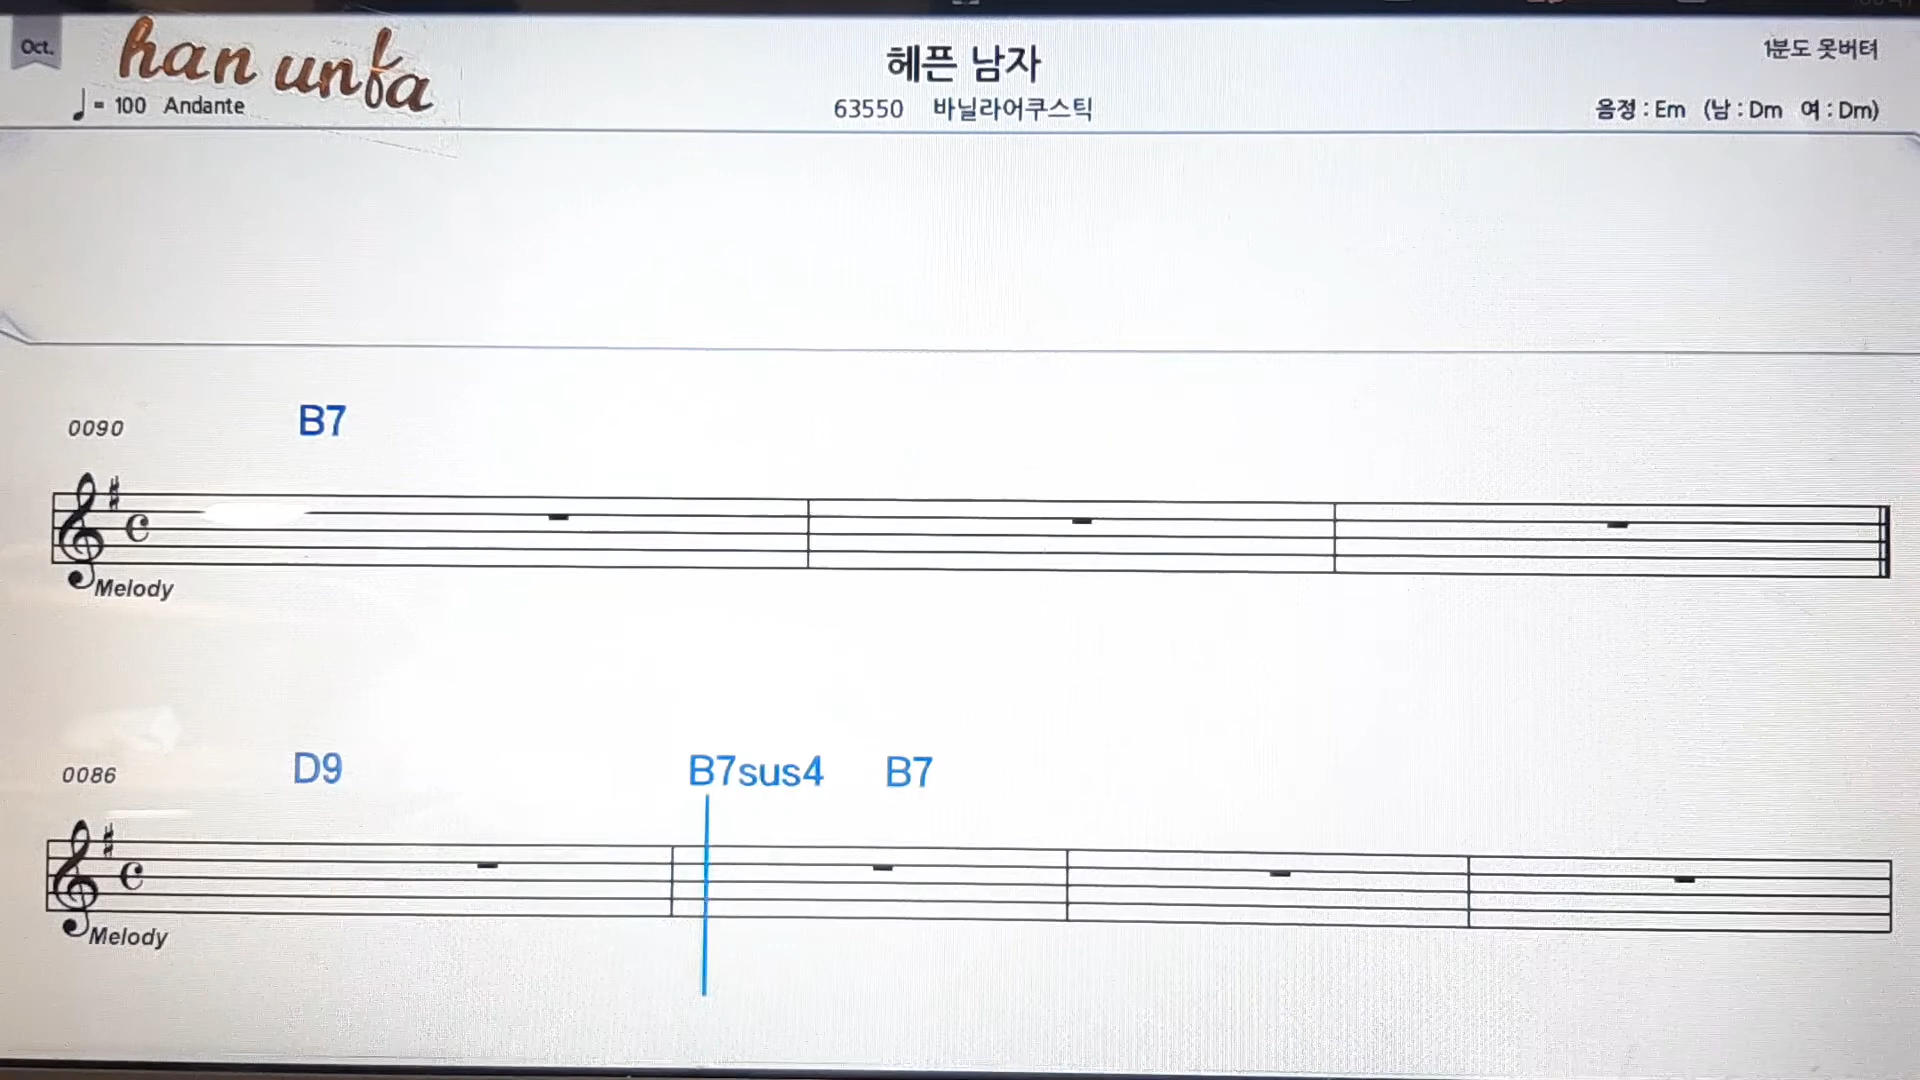 Oct.
han unfa
♩= 100 Andante
헤픈 남자
63550 바닐라어쿠스틱
1분도 못버텨
음정 : Em (남 : Dm 여 : Dm)
0090 B7
Melody
0086 D9 B7sus4 B7
Melody